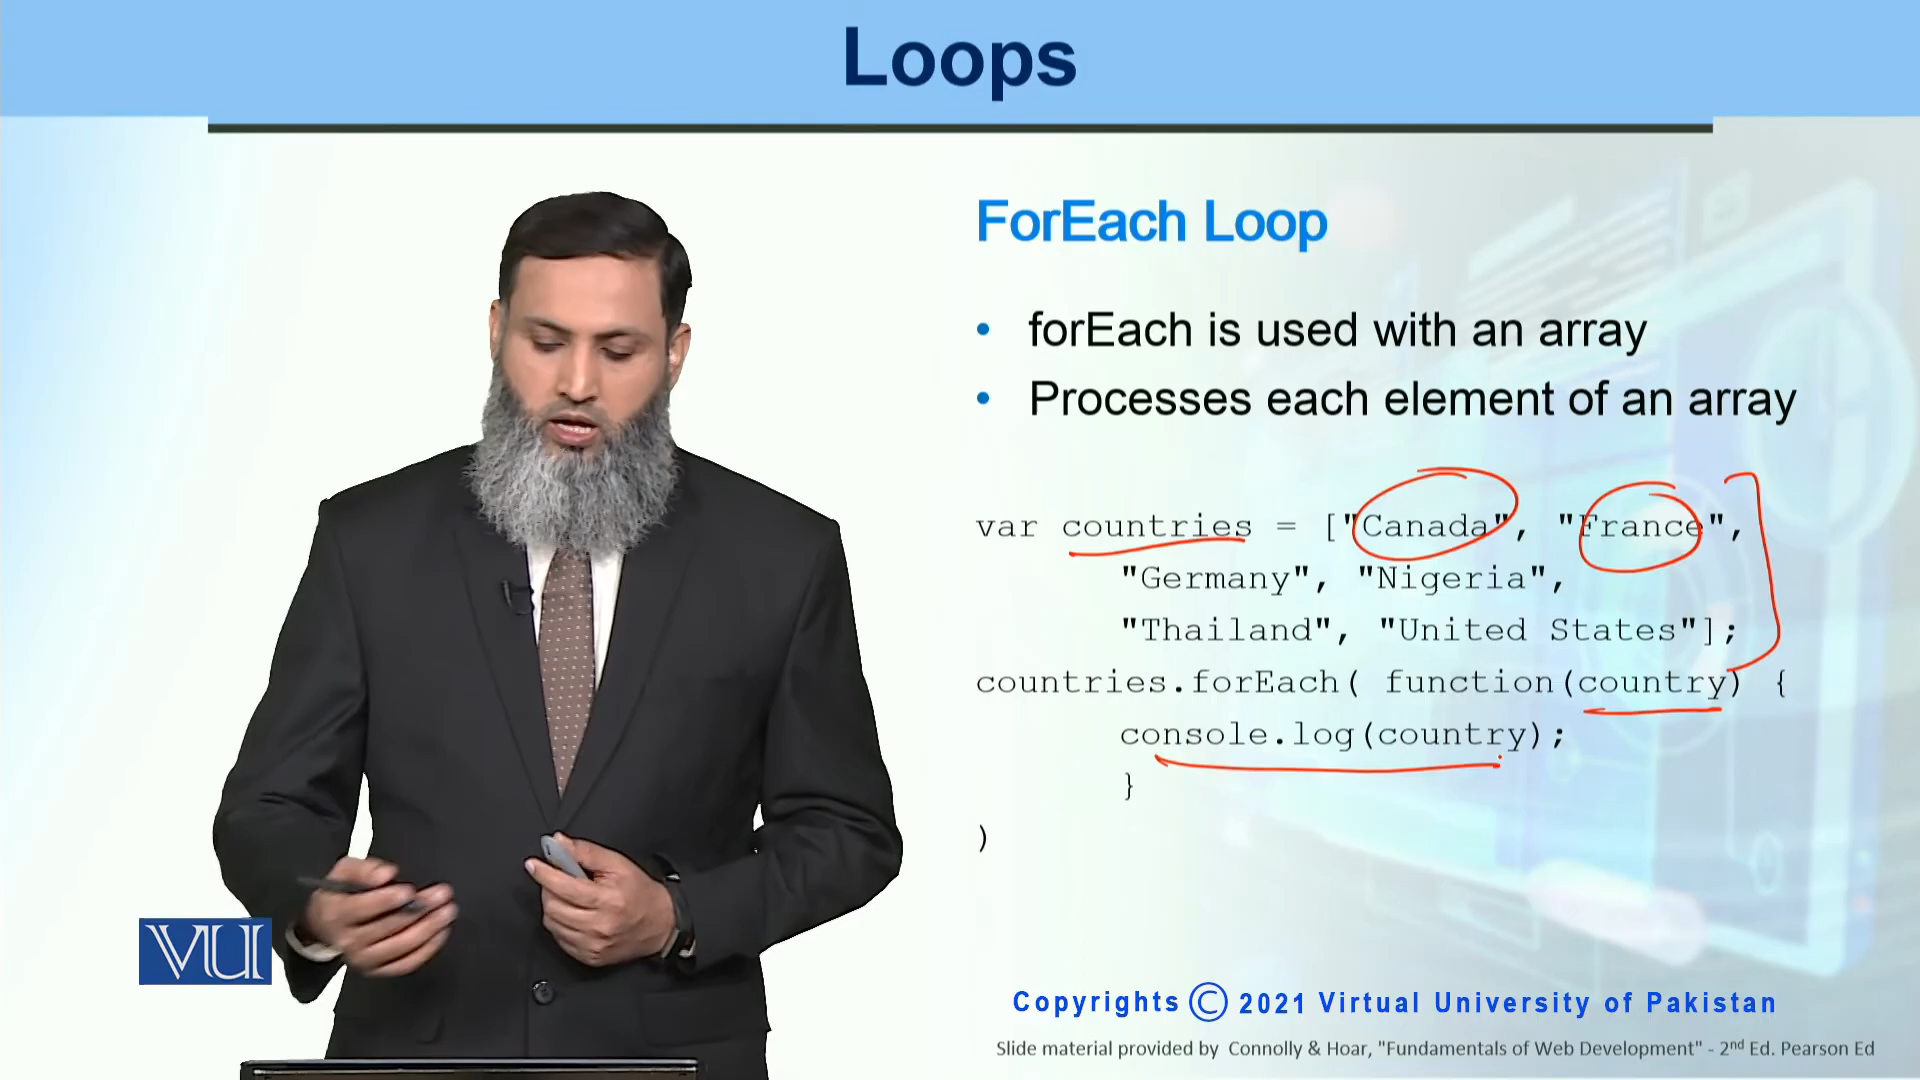 Loops
ForEach Loop
• forEach is used with an array
• Processes each element of an array
var countries = ["Canada", "France",
"Germany", "Nigeria",
"Thailand", "United States"];
countries.forEach( function(country) {
console.log(country);
}
)
VU
Copyrights © 2021 Virtual University of Pakistan
Slide material provided by Connolly & Hoar, "Fundamentals of Web Development" - 2nd Ed. Pearson Ed